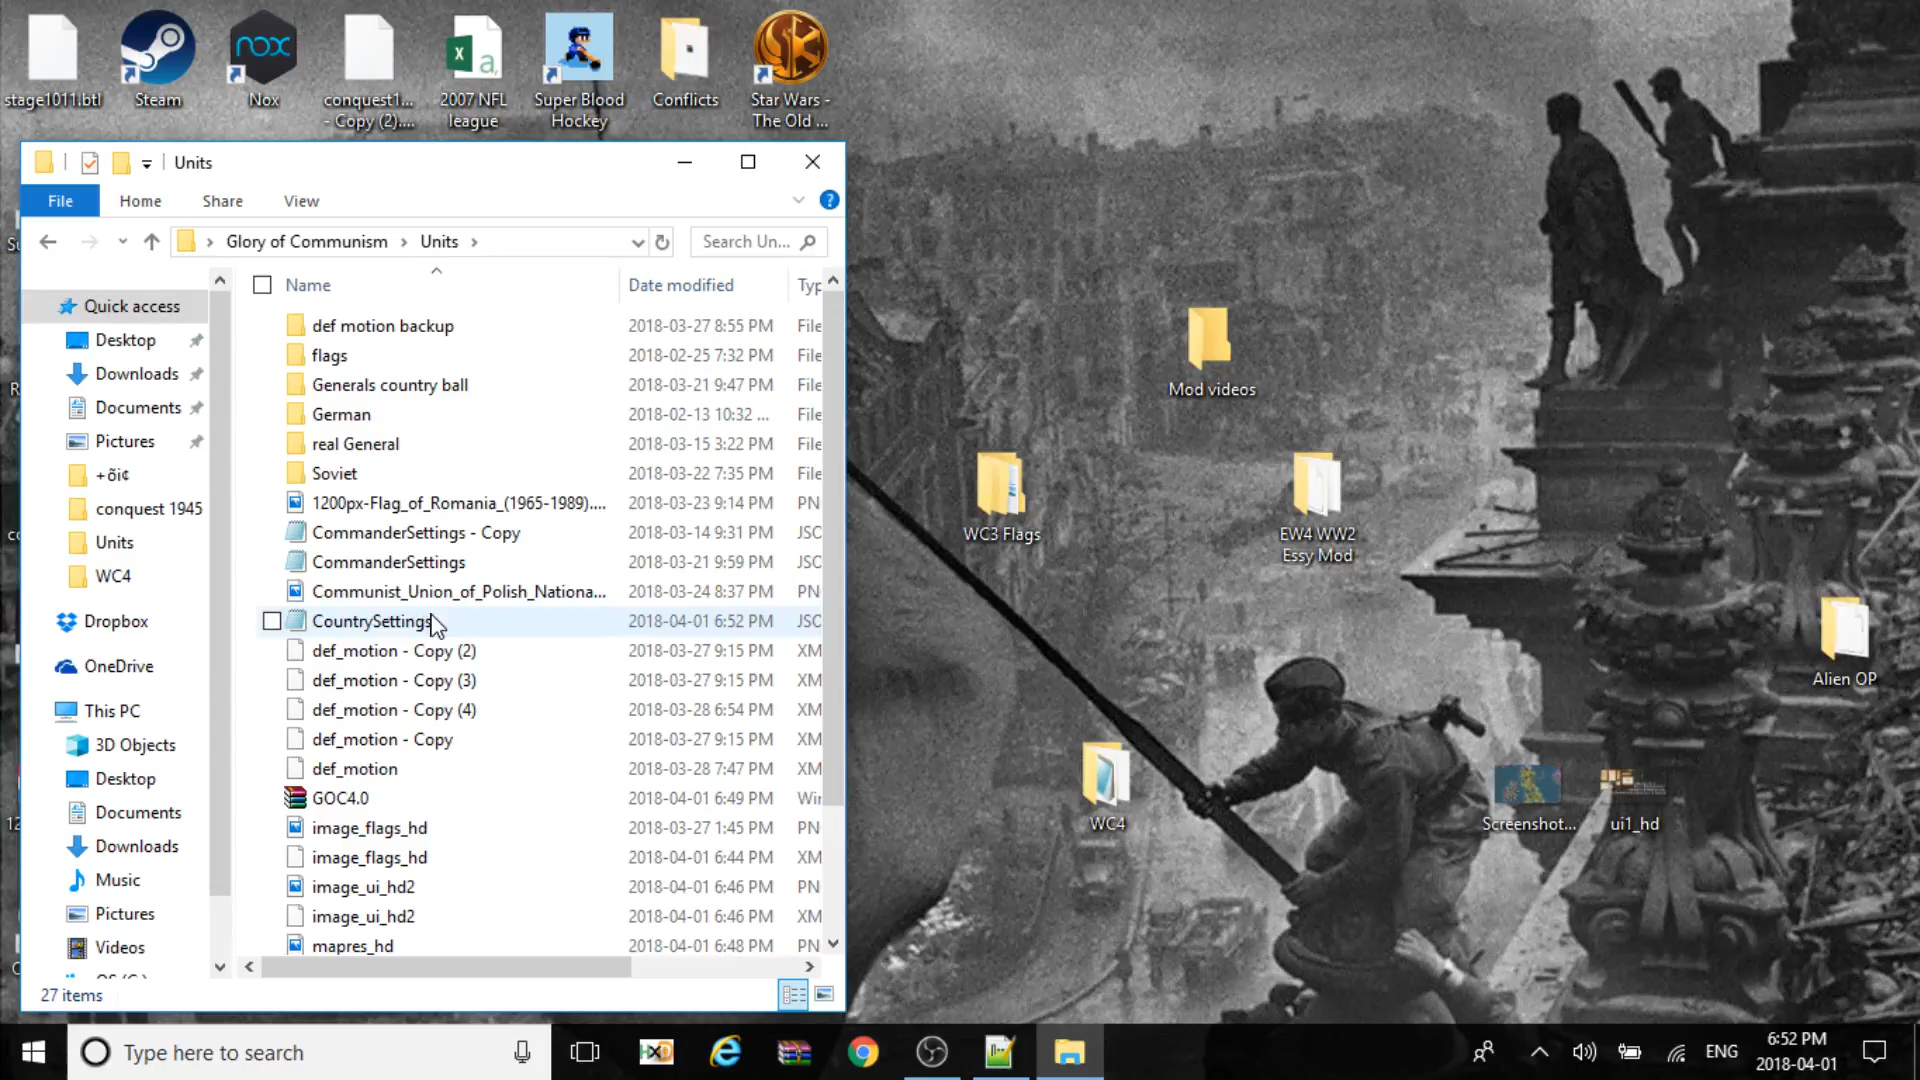 stage1011.btl
Steam
Nox
conquest1...
- Copy (2)....
2007 NFL
league
Super Blood
Hockey
Conflicts
Star Wars -
The Old ...
Units
File
Home
Share
View
Glory of Communism
Units
Search Un...
Name
Date modified
Typ
Quick access
Desktop
Downloads
Documents
Pictures
+õi¢
conquest 1945
Units
WC4
Dropbox
OneDrive
This PC
3D Objects
Desktop
Documents
Downloads
Music
Pictures
Videos
def motion backup 2018-03-27 8:55 PM File
flags 2018-02-25 7:32 PM File
Generals country ball 2018-03-21 9:47 PM File
German 2018-02-13 10:32 ... File
real General 2018-03-15 3:22 PM File
Soviet 2018-03-22 7:35 PM File
1200px-Flag_of_Romania_(1965-1989).... 2018-03-23 9:14 PM PN
CommanderSettings - Copy 2018-03-14 9:31 PM JSC
CommanderSettings 2018-03-21 9:59 PM JSC
Communist_Union_of_Polish_Nationa... 2018-03-24 8:37 PM PN
CountrySettings 2018-04-01 6:52 PM JSC
def_motion - Copy (2) 2018-03-27 9:15 PM XM
def_motion - Copy (3) 2018-03-27 9:15 PM XM
def_motion - Copy (4) 2018-03-28 6:54 PM XM
def_motion - Copy 2018-03-27 9:15 PM XM
def_motion 2018-03-28 7:47 PM XM
GOC4.0 2018-04-01 6:49 PM Win
image_flags_hd 2018-03-27 1:45 PM PN
image_flags_hd 2018-04-01 6:44 PM XM
image_ui_hd2 2018-04-01 6:46 PM PN
image_ui_hd2 2018-04-01 6:46 PM XM
mapres_hd 2018-04-01 6:48 PM PN
27 items
Mod videos
WC3 Flags
EW4 WW2
Essy Mod
Alien OP
WC4
Screenshot...
ui1_hd
Type here to search
ENG
6:52 PM
2018-04-01